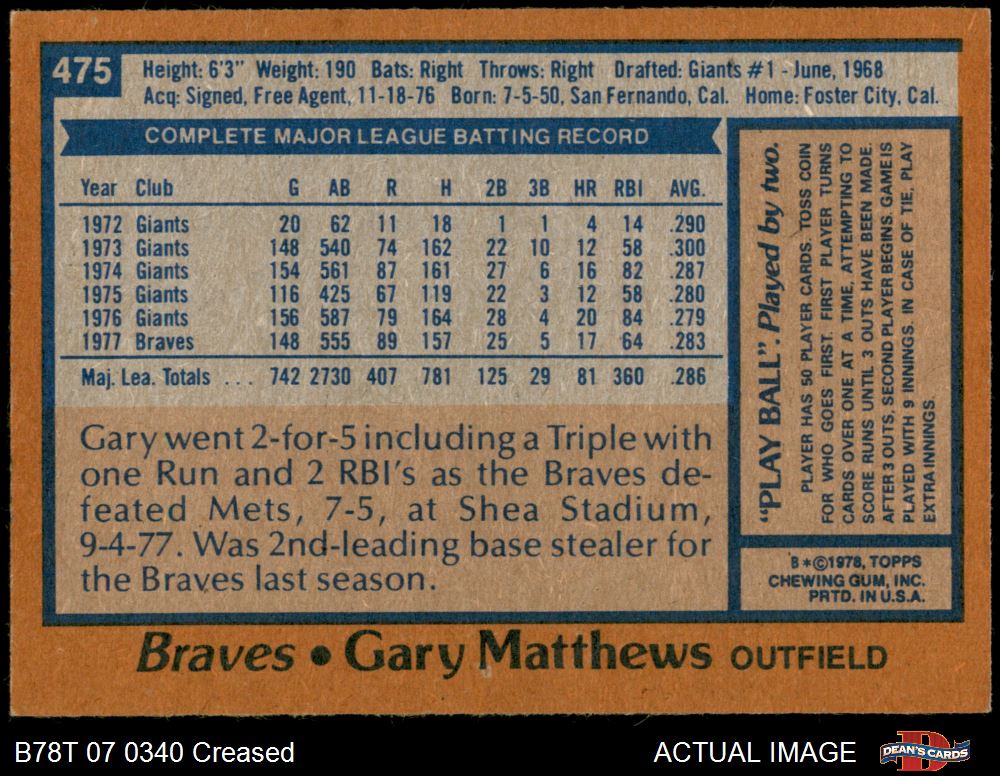 475
Height: 6'3" Weight: 190 Bats: Right Throws: Right Drafted: Giants #1 - June, 1968
Acq: Signed, Free Agent, 11-18-76 Born: 7-5-50, San Fernando, Cal. Home: Foster City, Cal.
COMPLETE MAJOR LEAGUE BATTING RECORD
Year Club G AB R H 2B 3B HR RBI AVG.
1972 Giants 20 62 11 18 1 1 4 14 .290
1973 Giants 148 540 74 162 22 10 12 58 .300
1974 Giants 154 561 87 161 27 6 16 82 .287
1975 Giants 116 425 67 119 22 3 12 58 .280
1976 Giants 156 587 79 164 28 4 20 84 .279
1977 Braves 148 555 89 157 25 5 17 64 .283
Maj. Lea. Totals ... 742 2730 407 781 125 29 81 360 .286
Gary went 2-for-5 including a Triple with
one Run and 2 RBI's as the Braves de-
feated Mets, 7-5, at Shea Stadium,
9-4-77. Was 2nd-leading base stealer for
the Braves last season.
"PLAY BALL". Played by two.
PLAYER HAS 50 PLAYER CARDS. TOSS COIN
FOR WHO GOES FIRST. FIRST PLAYER TURNS
CARDS OVER ONE AT A TIME, ATTEMPTING TO
SCORE RUNS UNTIL 3 OUTS HAVE BEEN MADE.
AFTER 3 OUTS, SECOND PLAYER BEGINS. GAME IS
PLAYED WITH 9 INNINGS. IN CASE OF TIE, PLAY
EXTRA INNINGS.
B*©1978, TOPPS
CHEWING GUM, INC.
PRTD. IN U.S.A.
Braves • Gary Matthews OUTFIELD
B78T 07 0340 Creased
ACTUAL IMAGE
D
DEAN'S CARDS